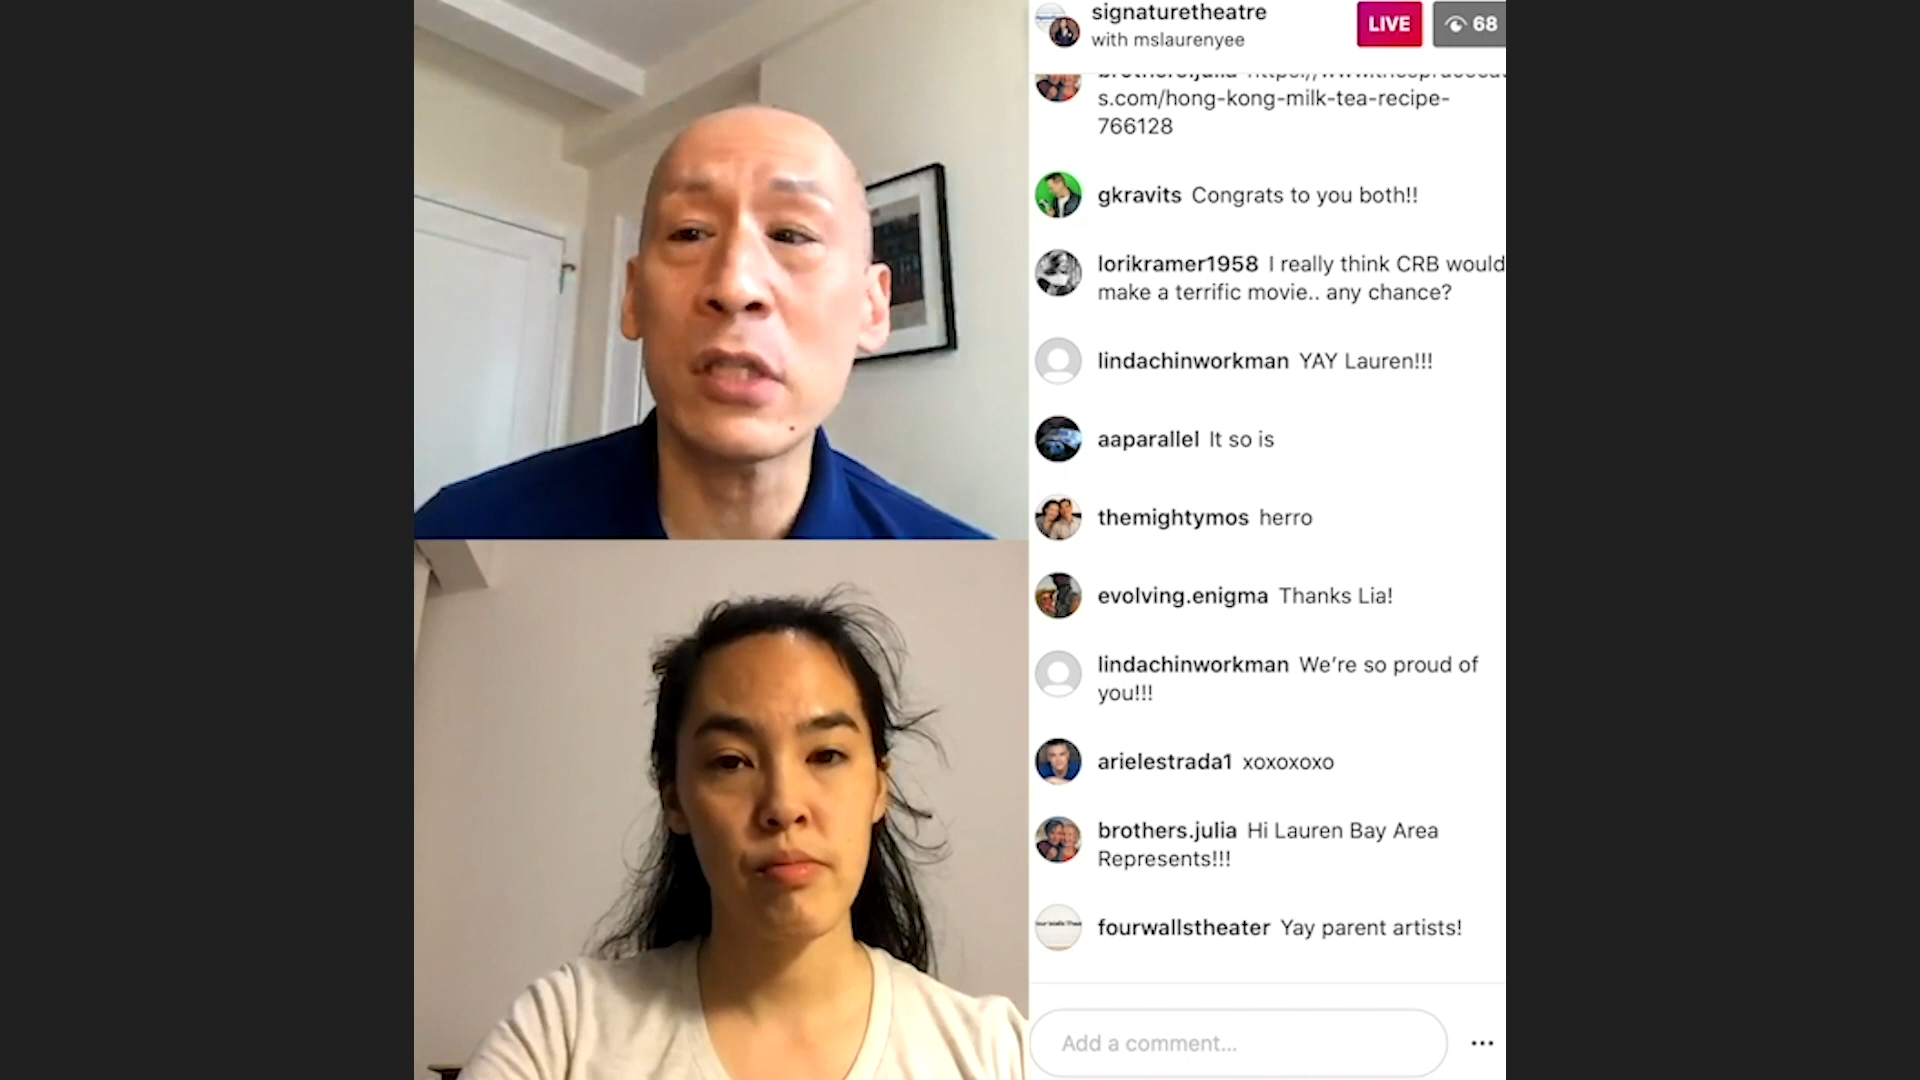 signaturetheatre
with mslaurenyee
LIVE
68
brothers.julia
s.com/hong-kong-milk-tea-recipe-
766128
gkravits Congrats to you both!!
lorikramer1958 I really think CRB would
make a terrific movie.. any chance?
lindachinworkman YAY Lauren!!!
aaparallel It so is
themightymos herro
evolving.enigma Thanks Lia!
lindachinworkman We’re so proud of
you!!!
arielestrada1 xoxoxoxo
brothers.julia Hi Lauren Bay Area
Represents!!!
fourwallstheater Yay parent artists!
Add a comment...